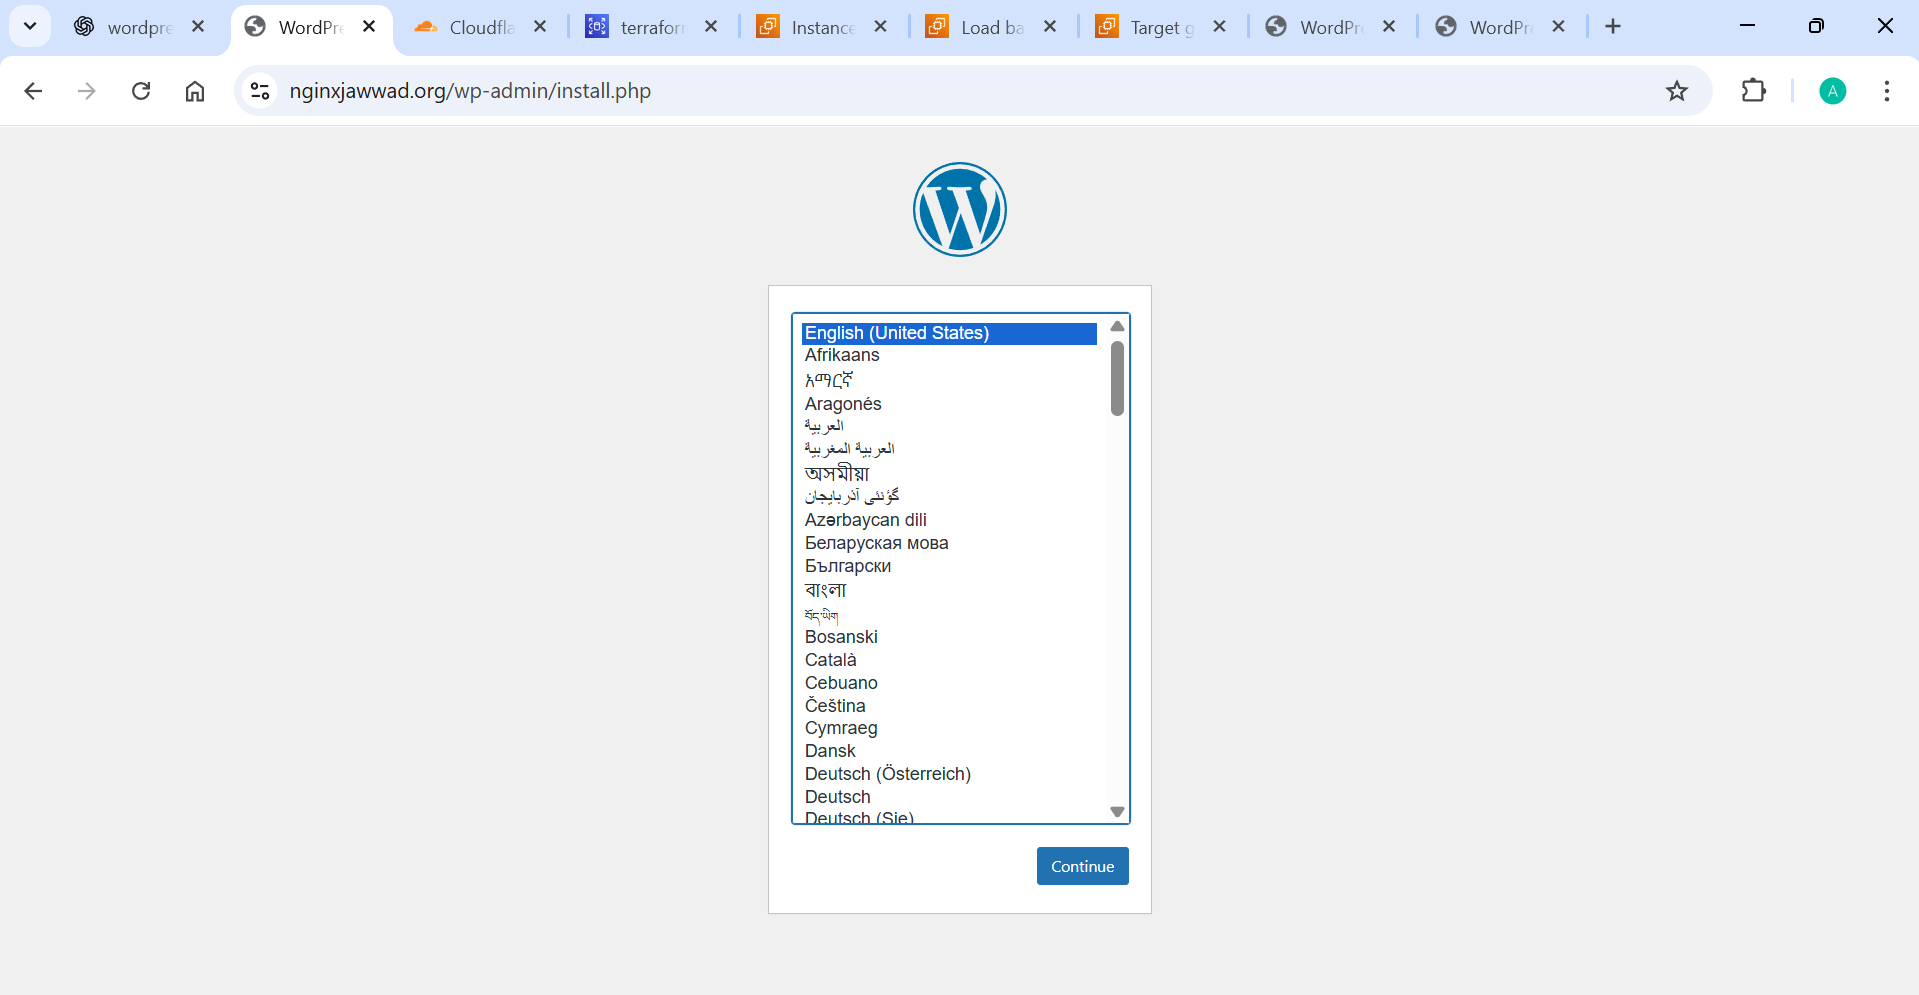 wordpre
WordPre
Cloudfla
terraforr
Instance
Load ba
Target g
WordPre
WordPre
nginxjawwad.org/wp-admin/install.php
A
English (United States)
Afrikaans
አማርኛ
Aragonés
العربية
العربية المغربية
অসমীয়া
گؤنئی آذربایجان
Azərbaycan dili
Беларуская мова
Български
বাংলা
བོད་ཡིག
Bosanski
Català
Cebuano
Čeština
Cymraeg
Dansk
Deutsch (Österreich)
Deutsch
Deutsch (Sie)
Continue